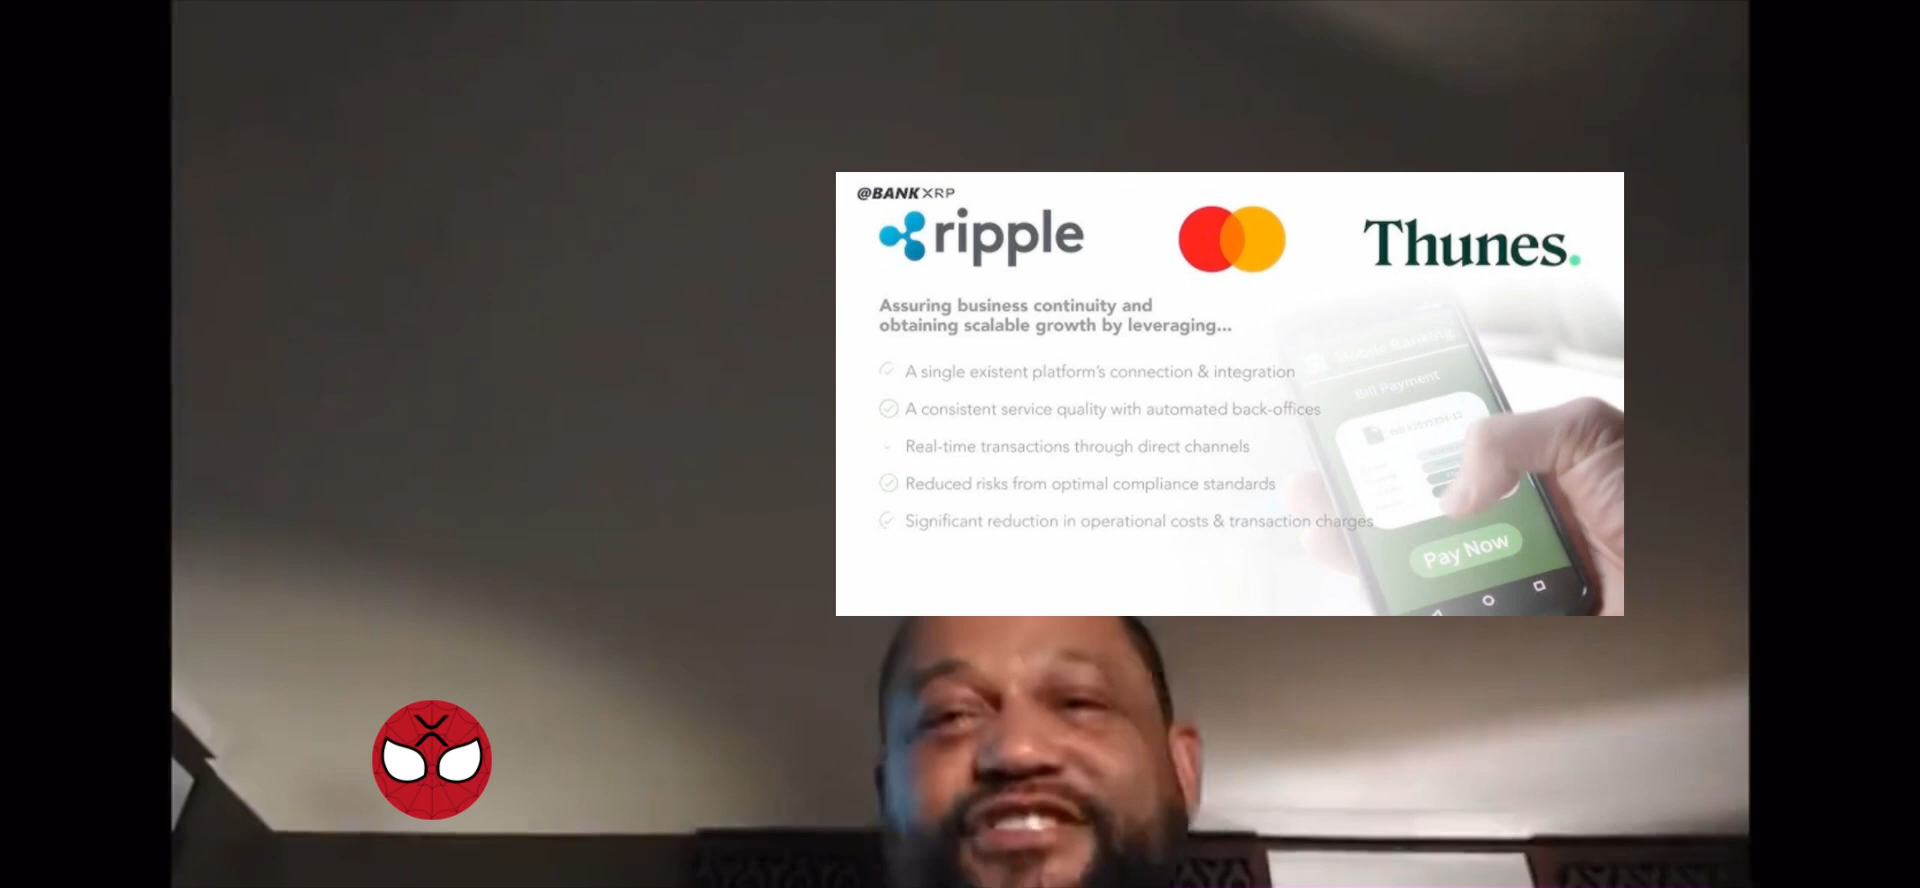 @BANKXRP
ripple
Thunes.
Assuring business continuity and
obtaining scalable growth by leveraging...
A single existent platform's connection & integration
A consistent service quality with automated back-offices
Real-time transactions through direct channels
Reduced risks from optimal compliance standards
Significant reduction in operational costs & transaction charges
Mobile Banking
Bill Payment
Pay Now